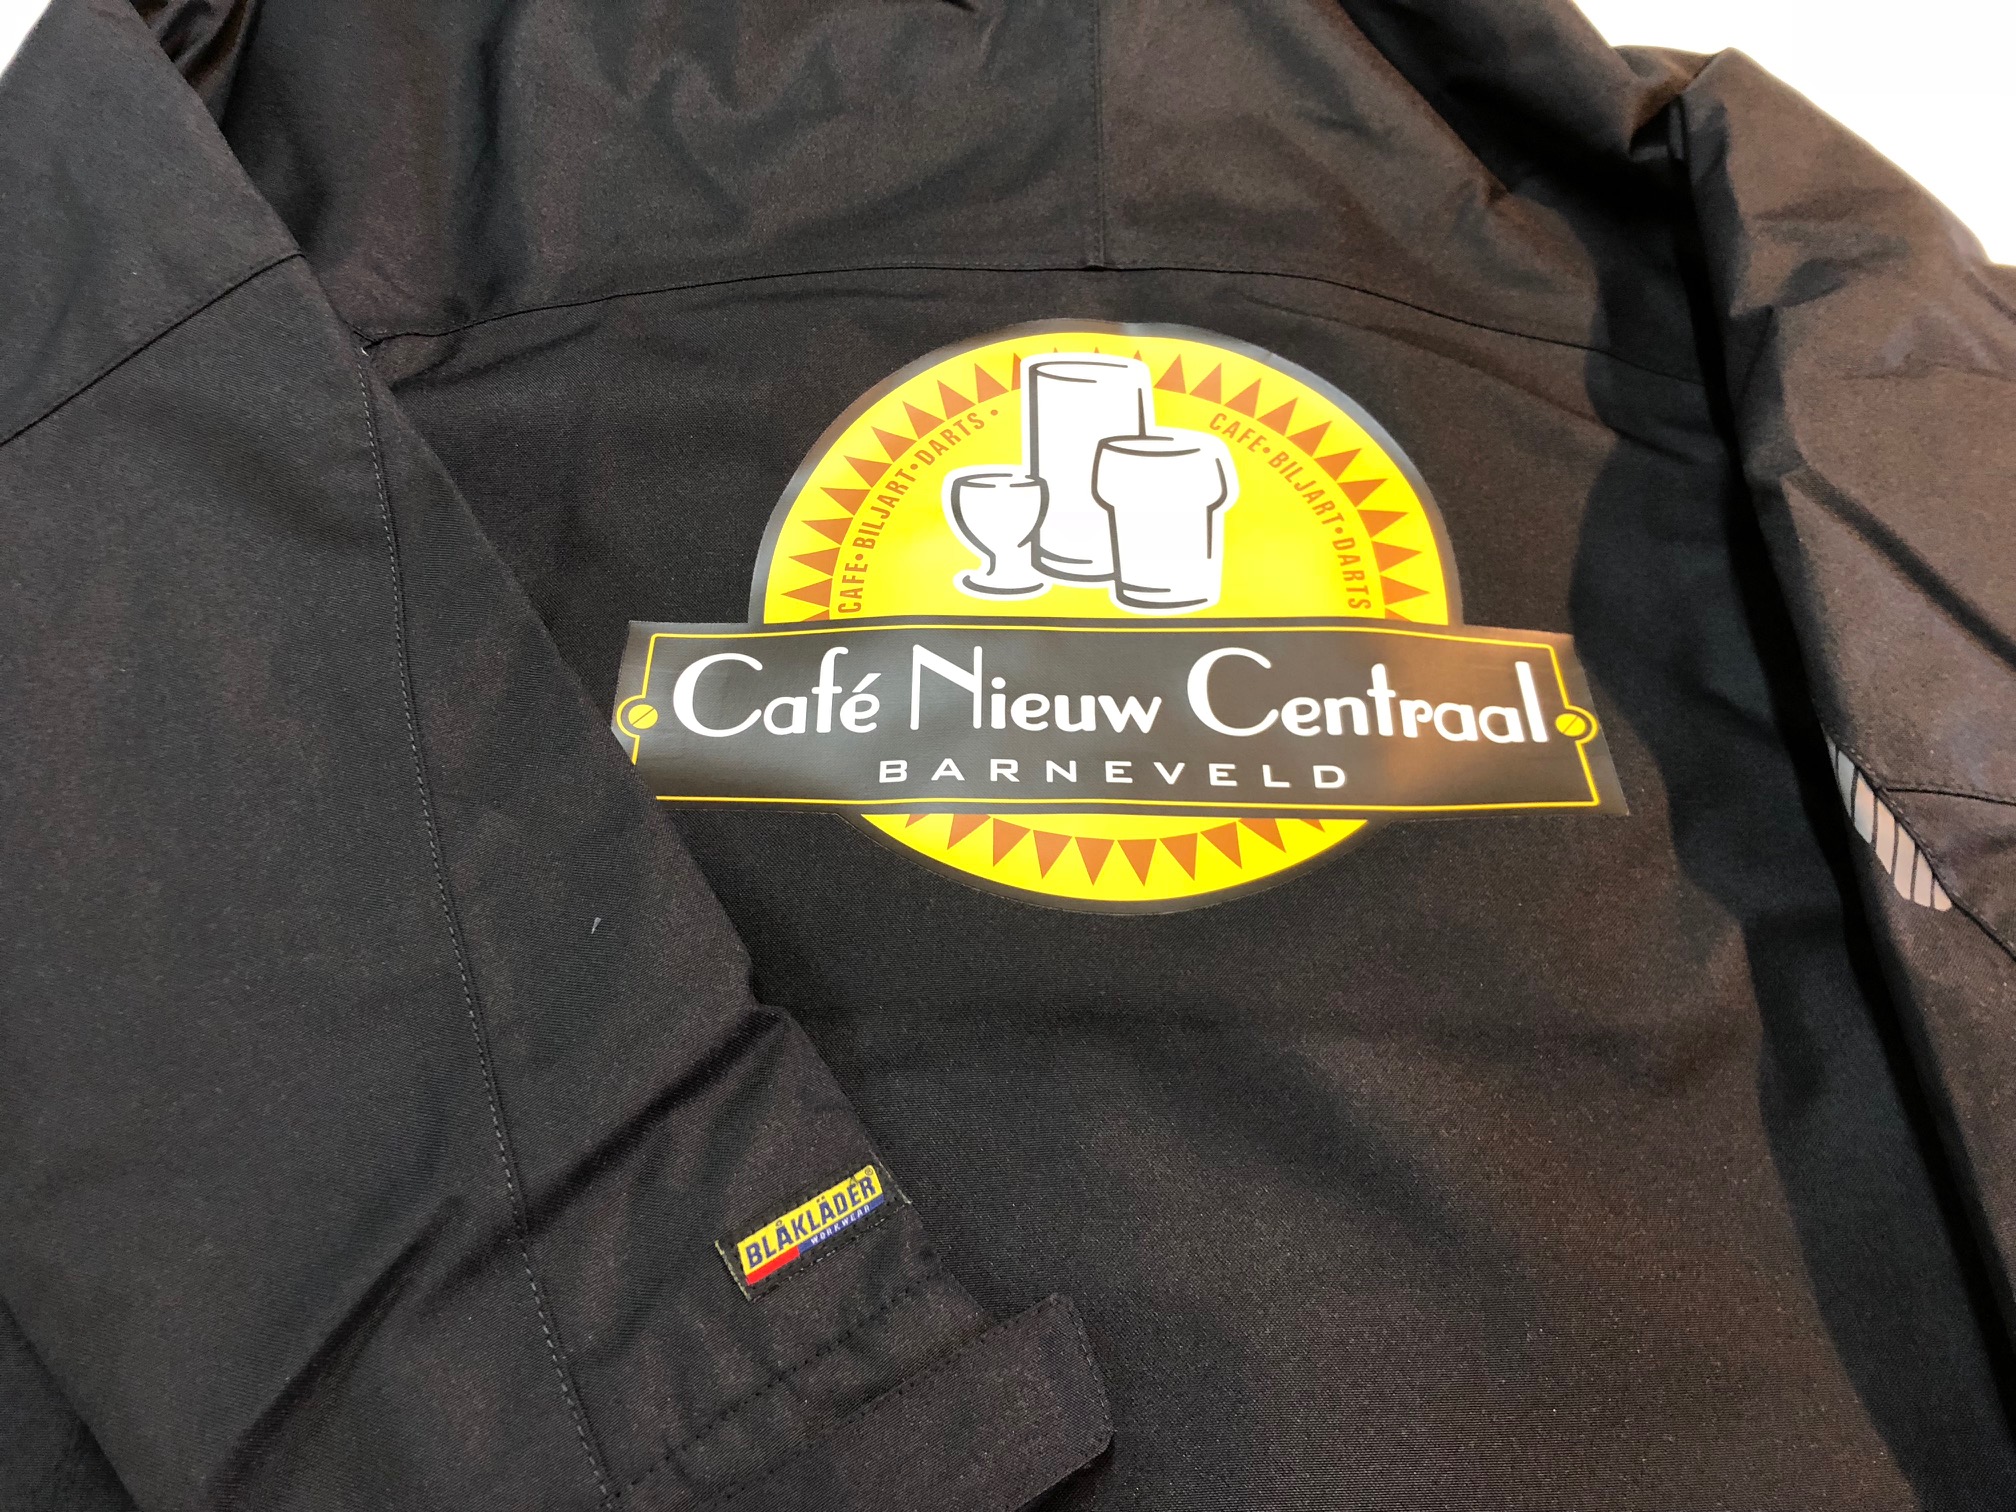 CAFE•BILJART•DARTS•
CAFE•BILJART•DARTS
Café Nieuw Centraal
BARNEVELD
BLÅKLÄDER®
WORKWEAR